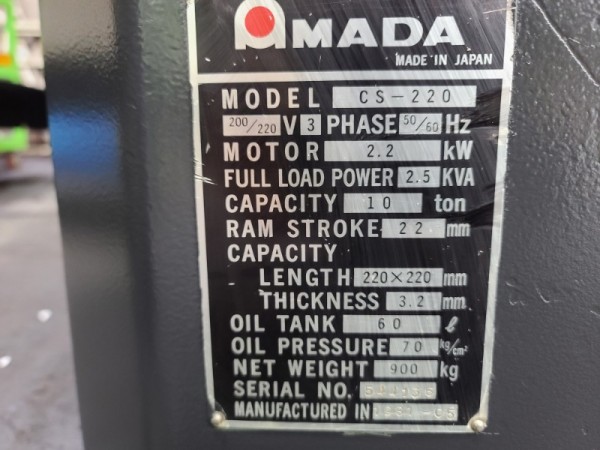 AMADA
MADE IN JAPAN
MODEL CS-220
200/220 V 3 PHASE 50/60 Hz
MOTOR 2.2 kW
FULL LOAD POWER 2.5 KVA
CAPACITY 10 ton
RAM STROKE 22 mm
CAPACITY
LENGTH 220×220 mm
THICKNESS 3.2 mm
OIL TANK 60 ℓ
OIL PRESSURE 70 kg/cm²
NET WEIGHT 900 kg
SERIAL NO.
MANUFACTURED IN